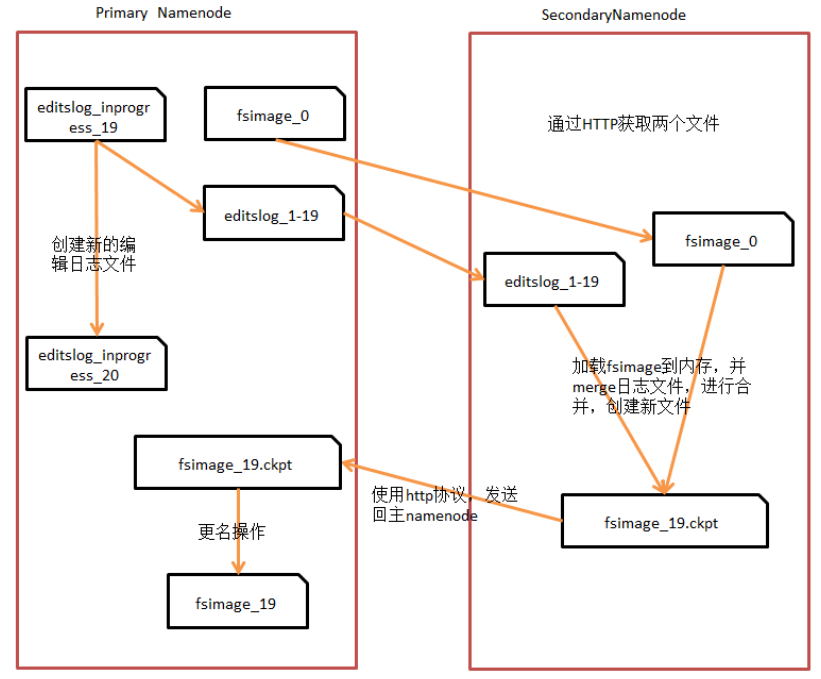 Primary Namenode
SecondaryNamenode
editslog_inprogr
ess_19
fsimage_0
通过HTTP获取两个文件
editslog_1-19
fsimage_0
创建新的编
辑日志文件
editslog_1-19
editslog_inprogr
ess_20
加载fsimage到内存，并
merge日志文件，进行合
并，创建新文件
fsimage_19.ckpt
使用http协议，发送
回主namenode
fsimage_19.ckpt
更名操作
fsimage_19